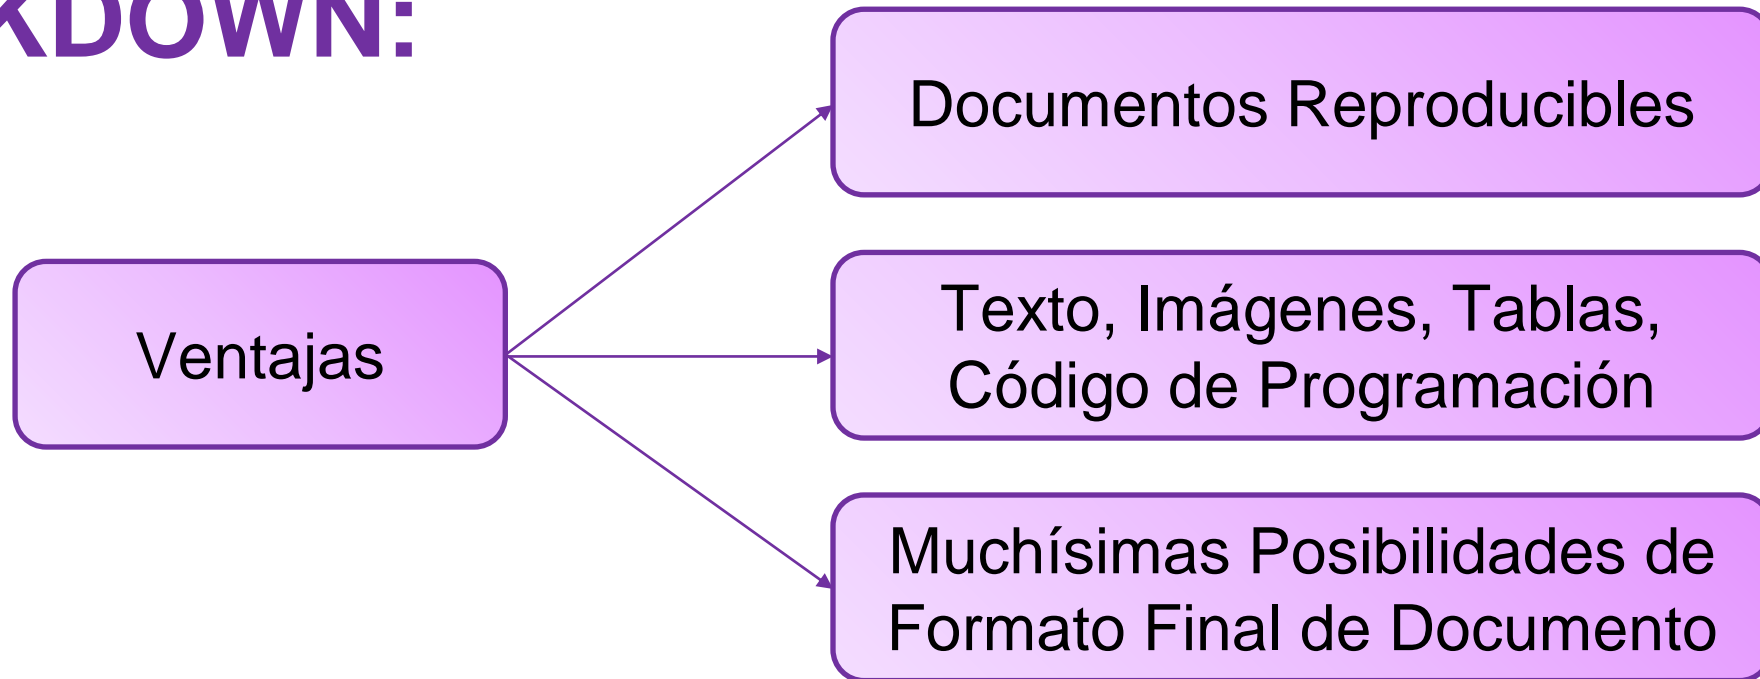 KDOWN:
Documentos Reproducibles
Ventajas
Texto, Imágenes, Tablas,
Código de Programación
Muchísimas Posibilidades de
Formato Final de Documento